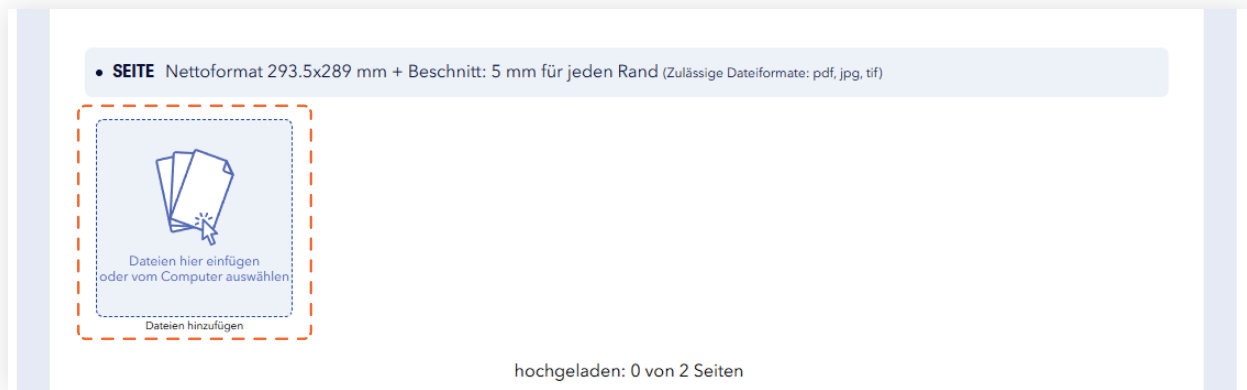 • SEITE Nettoformat 293.5x289 mm + Beschnitt: 5 mm für jeden Rand (Zulässige Dateiformate: pdf, jpg, tif)
Dateien hier einfügen
oder vom Computer auswählen
Dateien hinzufügen
hochgeladen: 0 von 2 Seiten